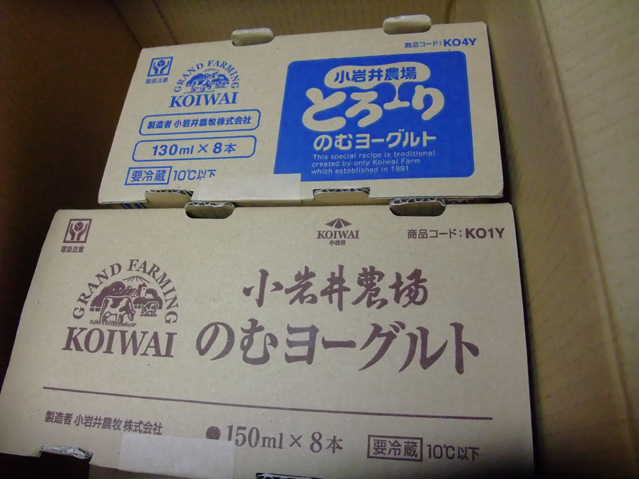 商品コード:KO4Y
GRAND FARMING
KOIWAI
製造者 小岩井農牧株式会社
130ml×8本
要冷蔵 10℃以下
小岩井農場
とろ〜り
のむヨーグルト
This special recipe is traditional
created by only Koiwai Farm
which established in 1891
KOIWAI
小岩井
商品コード:KO1Y
GRAND FARMING
KOIWAI
小岩井農場
のむヨーグルト
製造者 小岩井農牧株式会社
150ml×8本
要冷蔵 10℃以下